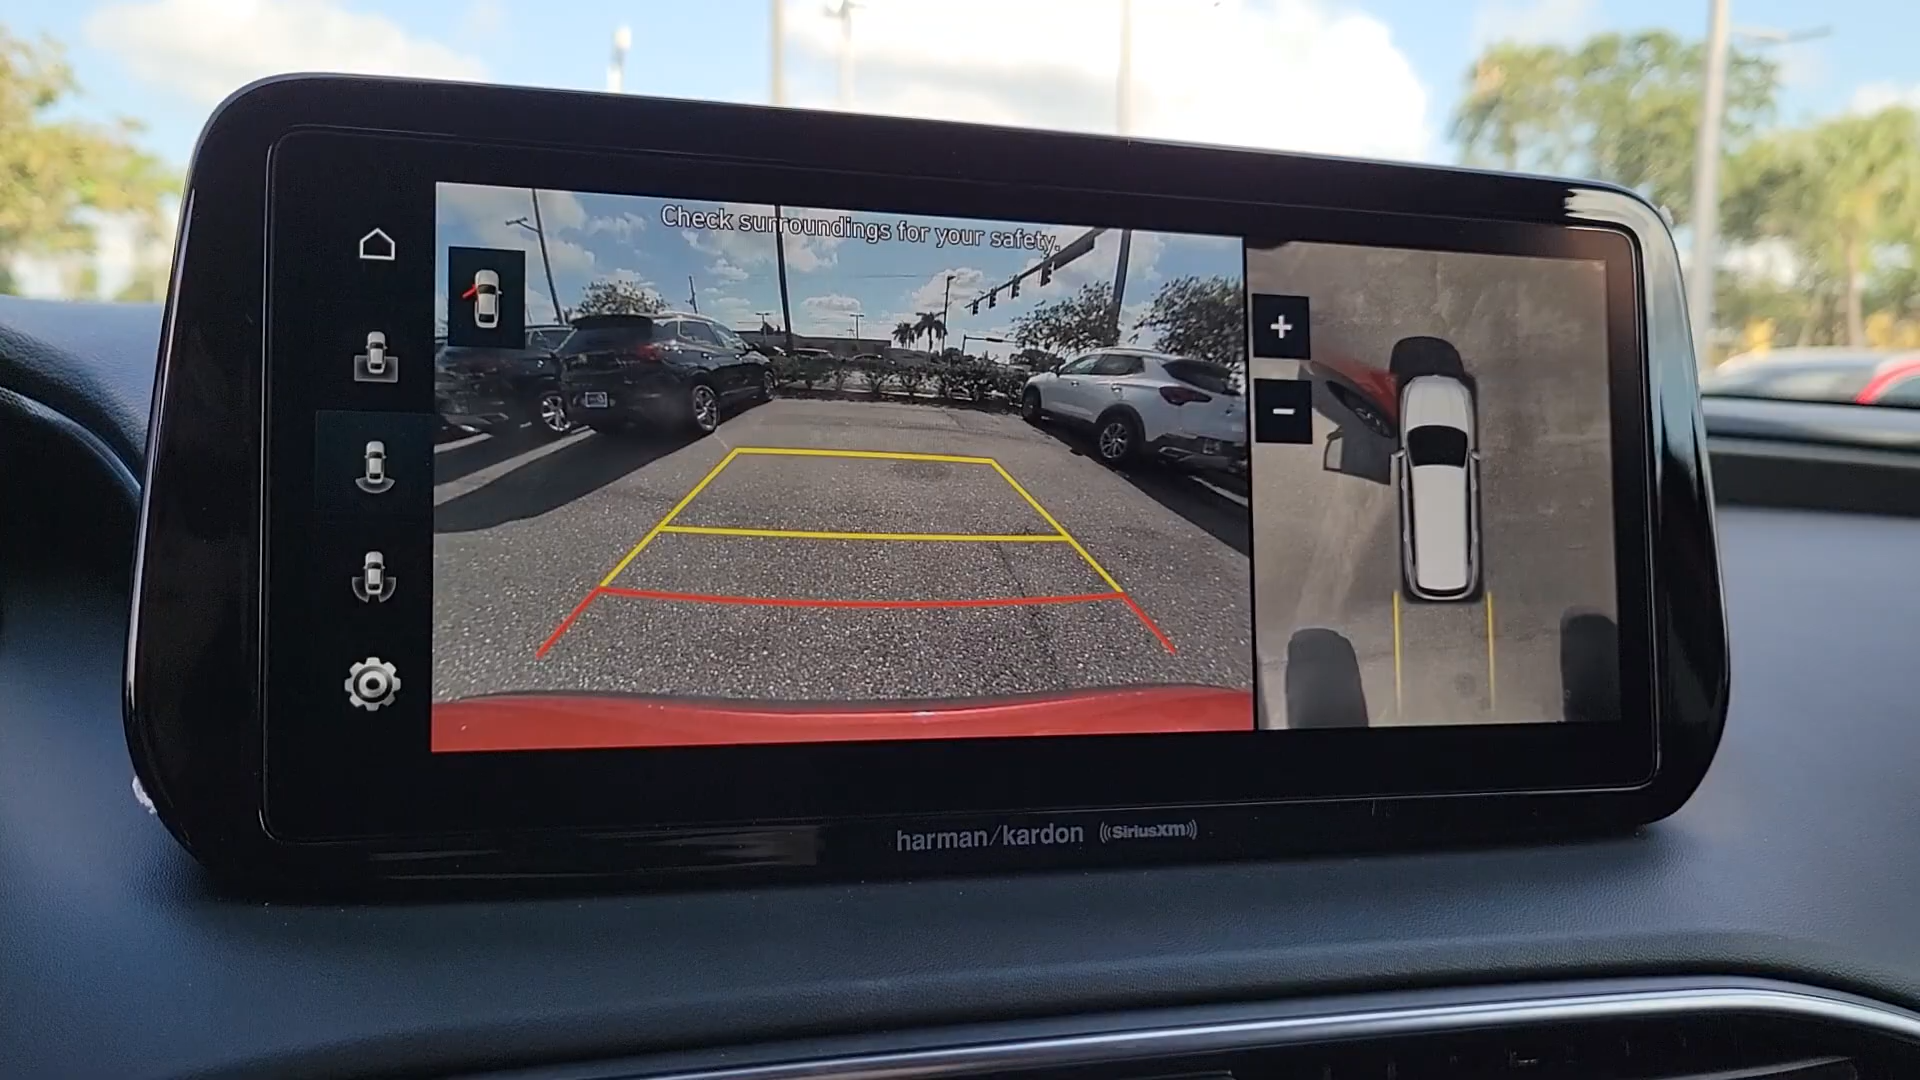 Check surroundings for your safety.
+
-
harman/kardon ((SiriusXM))